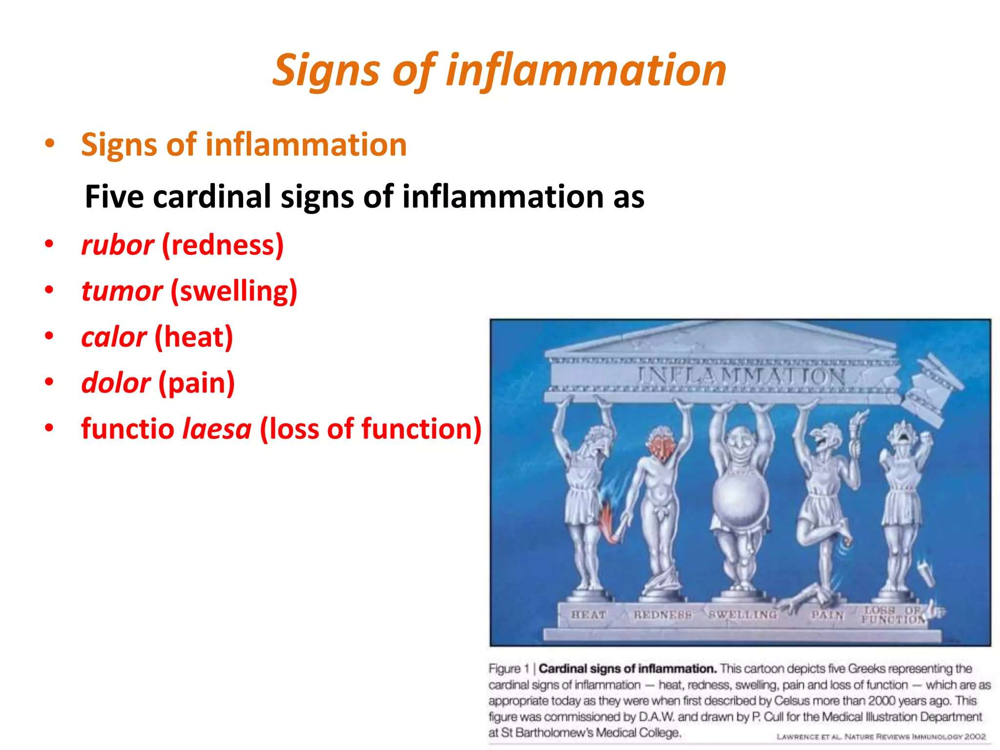 Signs of inflammation
• Signs of inflammation
Five cardinal signs of inflammation as
• rubor (redness)
• tumor (swelling)
• calor (heat)
• dolor (pain)
• functio laesa (loss of function)
INFLAMMATION
HEAT REDNESS SWELLING PAIN LOSS OF FUNCTION
Figure 1 | Cardinal signs of inflammation. This cartoon depicts five Greeks representing the
cardinal signs of inflammation — heat, redness, swelling, pain and loss of function — which are as
appropriate today as they were when first described by Celsus more than 2000 years ago. This
figure was commissioned by D.A.W. and drawn by P. Cull for the Medical Illustration Department
at St Bartholomew's Medical College.
LAWRENCE ET AL. NATURE REVIEWS IMMUNOLOGY 2002